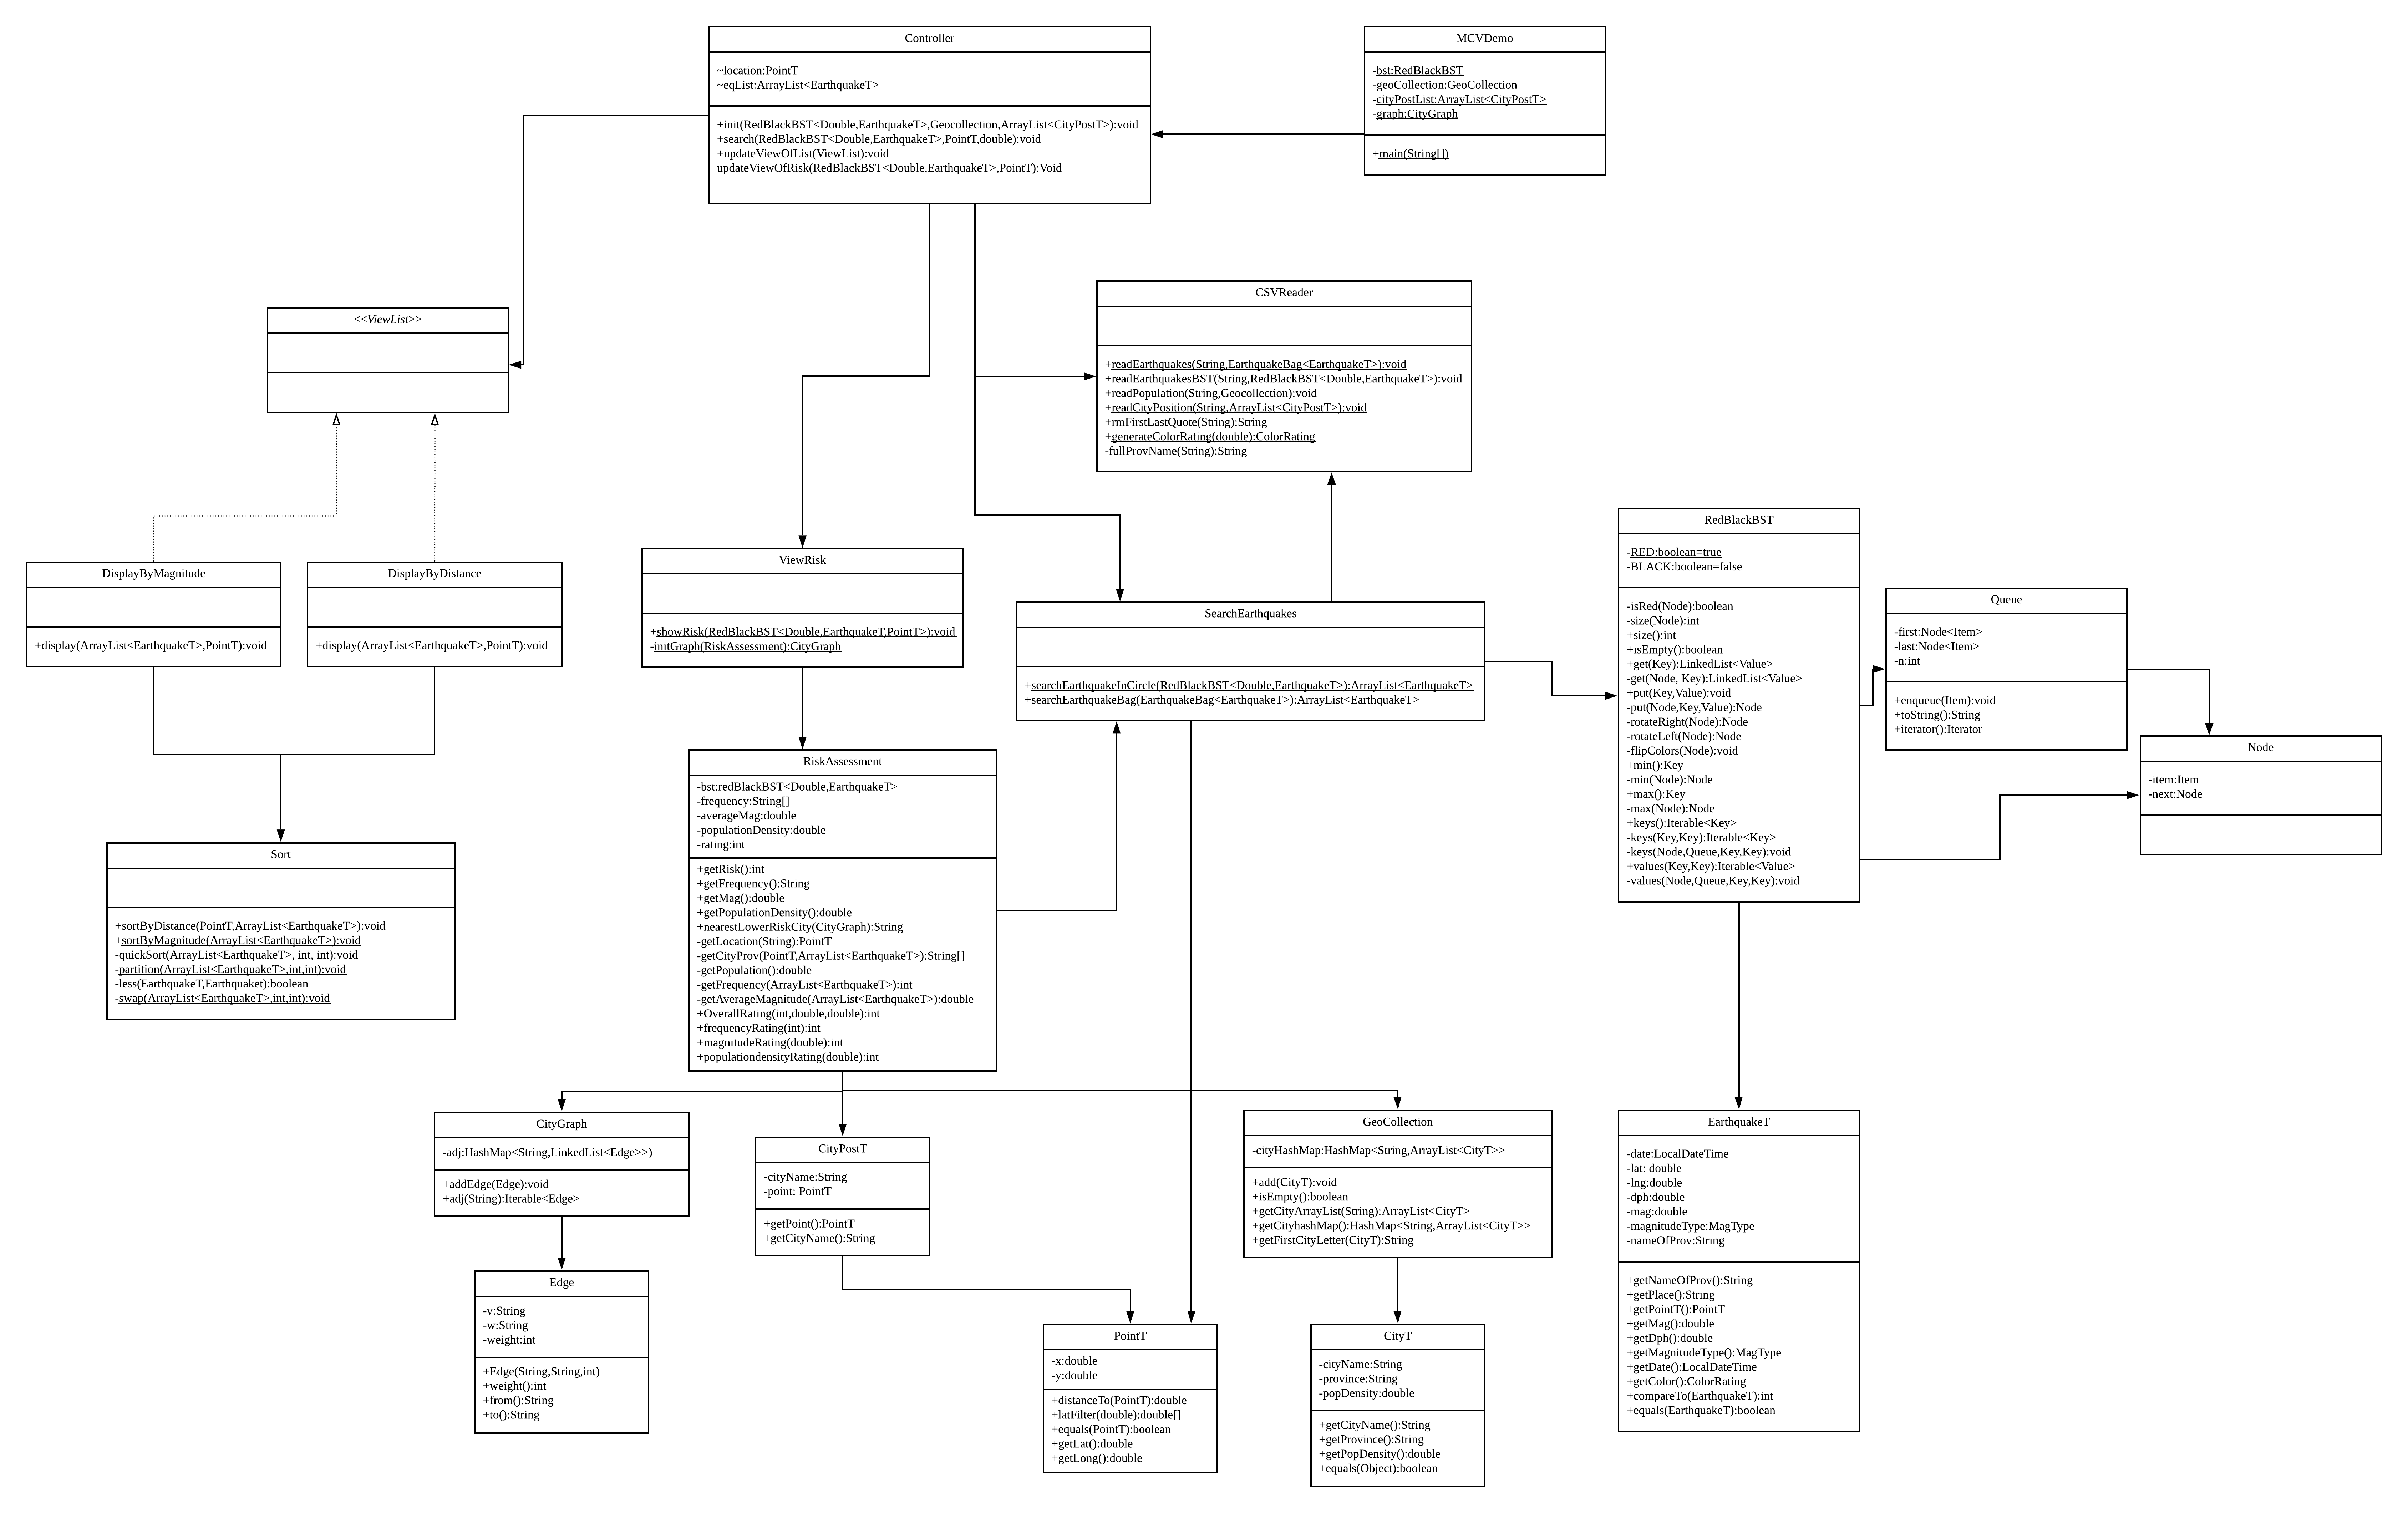 Controller
~location:PointT
~eqList:ArrayList<EarthquakeT>
+init(RedBlackBST<Double,EarthquakeT>,Geocollection,ArrayList<CityPostT>):void
+search(RedBlackBST<Double,EarthquakeT>,PointT,double):void
+updateViewOfList(ViewList):void
updateViewOfRisk(RedBlackBST<Double,EarthquakeT>,PointT):Void
MCVDemo
-bst:RedBlackBST
-geoCollection:GeoCollection
-cityPostList:ArrayList<CityPostT>
-graph:CityGraph
+main(String[])
<<ViewList>>
CSVReader
+readEarthquakes(String,EarthquakeBag<EarthquakeT>):void
+readEarthquakesBST(String,RedBlackBST<Double,EarthquakeT>):void
+readPopulation(String,Geocollection):void
+readCityPosition(String,ArrayList<CityPostT>):void
+rmFirstLastQuote(String):String
+generateColorRating(double):ColorRating
-fullProvName(String):String
DisplayByMagnitude
+display(ArrayList<EarthquakeT>,PointT):void
DisplayByDistance
+display(ArrayList<EarthquakeT>,PointT):void
ViewRisk
+showRisk(RedBlackBST<Double,EarthquakeT,PointT>):void
-initGraph(RiskAssessment):CityGraph
SearchEarthquakes
+searchEarthquakeInCircle(RedBlackBST<Double,EarthquakeT>):ArrayList<EarthquakeT>
+searchEarthquakeBag(EarthquakeBag<EarthquakeT>):ArrayList<EarthquakeT>
RedBlackBST
-RED:boolean=true
-BLACK:boolean=false
-isRed(Node):boolean
-size(Node):int
+size():int
+isEmpty():boolean
+get(Key):LinkedList<Value>
-get(Node, Key):LinkedList<Value>
+put(Key,Value):void
-put(Node,Key,Value):Node
-rotateRight(Node):Node
-rotateLeft(Node):Node
-flipColors(Node):void
+min():Key
-min(Node):Node
+max():Key
-max(Node):Node
+keys():Iterable<Key>
-keys(Key,Key):Iterable<Key>
-keys(Node,Queue,Key,Key):void
+values(Key,Key):Iterable<Value>
-values(Node,Queue,Key,Key):void
Queue
-first:Node<Item>
-last:Node<Item>
-n:int
+enqueue(Item):void
+toString():String
+iterator():Iterator
Node
-item:Item
-next:Node
Sort
+sortByDistance(PointT,ArrayList<EarthquakeT>):void
+sortByMagnitude(ArrayList<EarthquakeT>):void
-quickSort(ArrayList<EarthquakeT>, int, int):void
-partition(ArrayList<EarthquakeT>,int,int):void
-less(EarthquakeT,Earthquaket):boolean
-swap(ArrayList<EarthquakeT>,int,int):void
RiskAssessment
-bst:redBlackBST<Double,EarthquakeT>
-frequency:String[]
-averageMag:double
-populationDensity:double
-rating:int
+getRisk():int
+getFrequency():String
+getMag():double
+getPopulationDensity():double
+nearestLowerRiskCity(CityGraph):String
-getLocation(String):PointT
-getCityProv(PointT,ArrayList<EarthquakeT>):String[]
-getPopulation():double
-getFrequency(ArrayList<EarthquakeT>):int
-getAverageMagnitude(ArrayList<EarthquakeT>):double
+OverallRating(int,double,double):int
+frequencyRating(int):int
+magnitudeRating(double):int
+populationdensityRating(double):int
CityGraph
-adj:HashMap<String,LinkedList<Edge>>)
+addEdge(Edge):void
+adj(String):Iterable<Edge>
CityPostT
-cityName:String
-point: PointT
+getPoint():PointT
+getCityName():String
GeoCollection
-cityHashMap:HashMap<String,ArrayList<CityT>>
+add(CityT):void
+isEmpty():boolean
+getCityArrayList(String):ArrayList<CityT>
+getCityhashMap():HashMap<String,ArrayList<CityT>>
+getFirstCityLetter(CityT):String
EarthquakeT
-date:LocalDateTime
-lat: double
-lng:double
-dph:double
-mag:double
-magnitudeType:MagType
-nameOfProv:String
+getNameOfProv():String
+getPlace():String
+getPointT():PointT
+getMag():double
+getDph():double
+getMagnitudeType():MagType
+getDate():LocalDateTime
+getColor():ColorRating
+compareTo(EarthquakeT):int
+equals(EarthquakeT):boolean
Edge
-v:String
-w:String
-weight:int
+Edge(String,String,int)
+weight():int
+from():String
+to():String
PointT
-x:double
-y:double
+distanceTo(PointT):double
+latFilter(double):double[]
+equals(PointT):boolean
+getLat():double
+getLong():double
CityT
-cityName:String
-province:String
-popDensity:double
+getCityName():String
+getProvince():String
+getPopDensity():double
+equals(Object):boolean